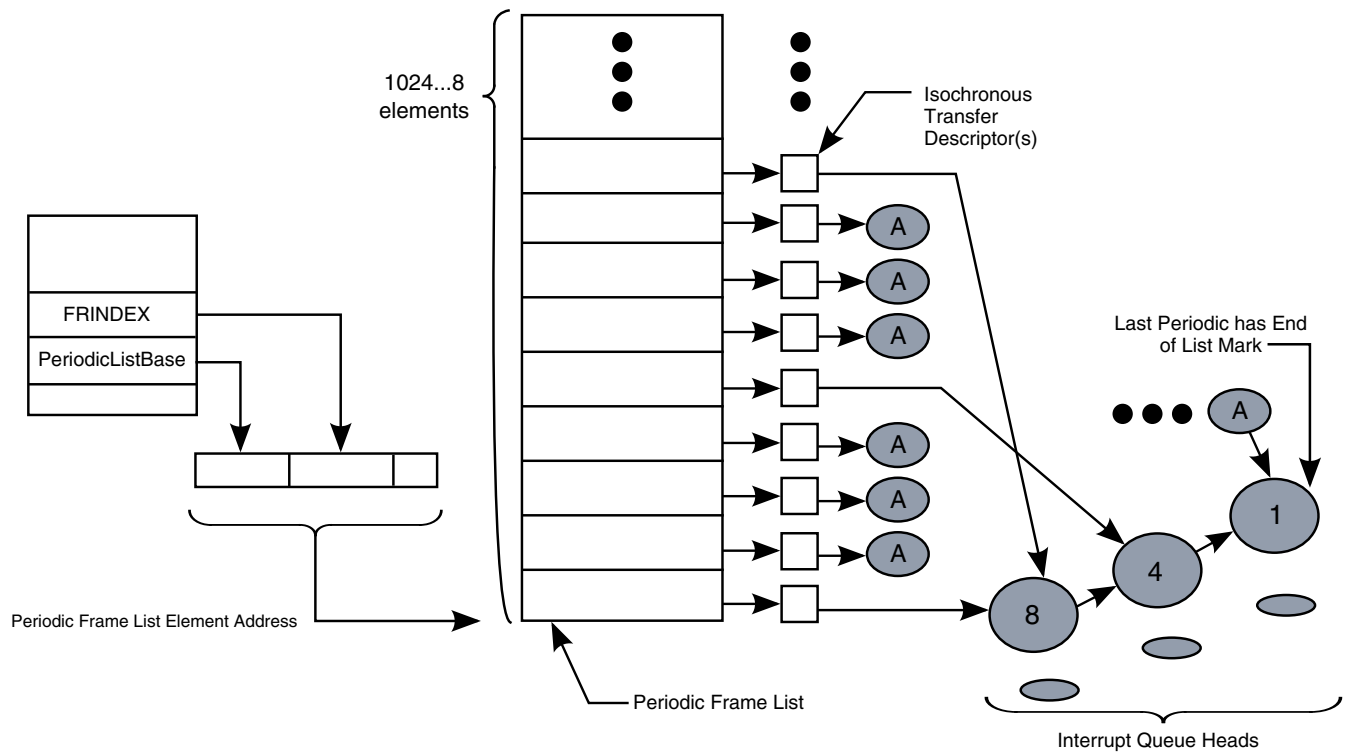 1024...8
elements
Isochronous
Transfer
Descriptor(s)
A
A
A
FRINDEX
PeriodicListBase
Last Periodic has End
of List Mark
A
A
A
A
1
4
8
Periodic Frame List Element Address
Periodic Frame List
Interrupt Queue Heads